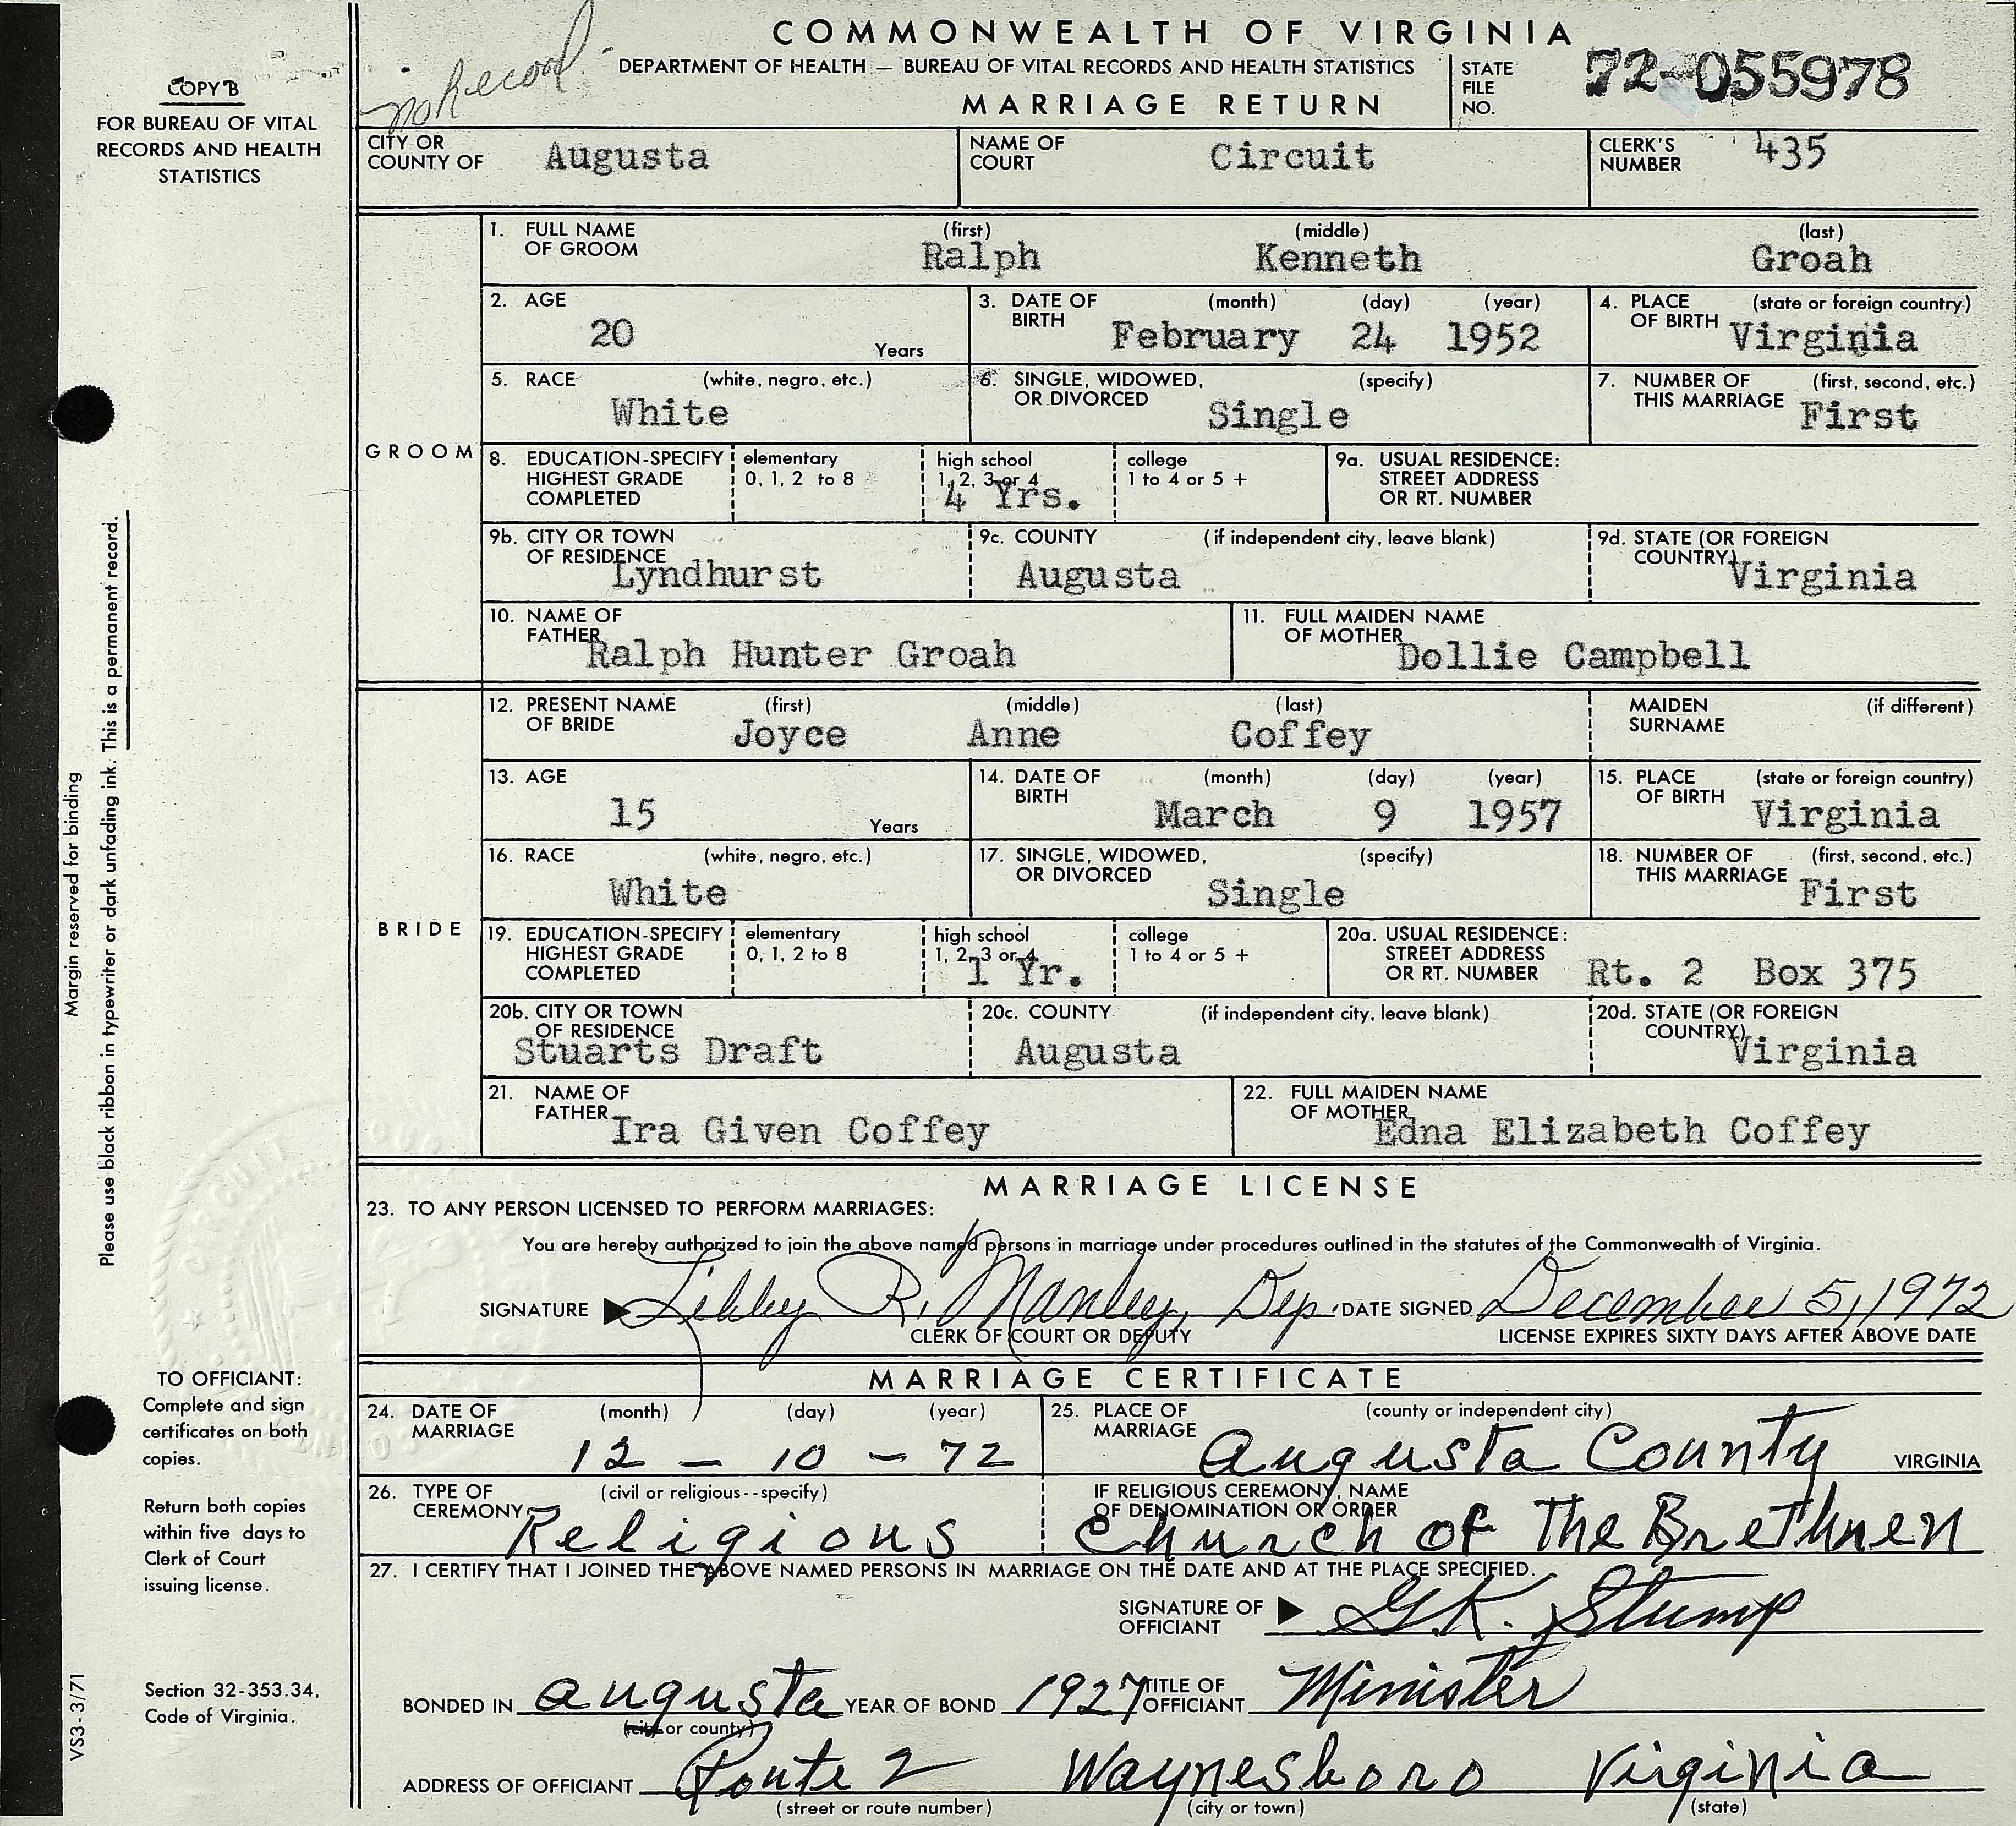 COMMONWEALTH OF VIRGINIA
DEPARTMENT OF HEALTH — BUREAU OF VITAL RECORDS AND HEALTH STATISTICS
MARRIAGE RETURN
STATE FILE NO. 72-055978
no Record
COPY B
FOR BUREAU OF VITAL
RECORDS AND HEALTH
STATISTICS
CITY OR COUNTY OF Augusta NAME OF COURT Circuit CLERK'S NUMBER 435
GROOM
1. FULL NAME OF GROOM (first) Ralph (middle) Kenneth (last) Groah
2. AGE 20 Years 3. DATE OF BIRTH (month) February (day) 24 (year) 1952 4. PLACE OF BIRTH (state or foreign country) Virginia
5. RACE (white, negro, etc.) White 6. SINGLE, WIDOWED, OR DIVORCED (specify) Single 7. NUMBER OF THIS MARRIAGE (first, second, etc.) First
8. EDUCATION-SPECIFY HIGHEST GRADE COMPLETED elementary 0, 1, 2 to 8 high school 1, 2, 3 or 4 4 Yrs. college 1 to 4 or 5 + 9a. USUAL RESIDENCE: STREET ADDRESS OR RT. NUMBER
9b. CITY OR TOWN OF RESIDENCE Lyndhurst 9c. COUNTY (if independent city, leave blank) Augusta 9d. STATE (OR FOREIGN COUNTRY) Virginia
10. NAME OF FATHER Ralph Hunter Groah 11. FULL MAIDEN NAME OF MOTHER Dollie Campbell
BRIDE
12. PRESENT NAME OF BRIDE (first) Joyce (middle) Anne (last) Coffey MAIDEN SURNAME (if different)
13. AGE 15 Years 14. DATE OF BIRTH (month) March (day) 9 (year) 1957 15. PLACE OF BIRTH (state or foreign country) Virginia
16. RACE (white, negro, etc.) White 17. SINGLE, WIDOWED, OR DIVORCED (specify) Single 18. NUMBER OF THIS MARRIAGE (first, second, etc.) First
19. EDUCATION-SPECIFY HIGHEST GRADE COMPLETED elementary 0, 1, 2 to 8 high school 1, 2, 3 or 4 1 Yr. college 1 to 4 or 5 + 20a. USUAL RESIDENCE: STREET ADDRESS OR RT. NUMBER Rt. 2 Box 375
20b. CITY OR TOWN OF RESIDENCE Stuarts Draft 20c. COUNTY (if independent city, leave blank) Augusta 20d. STATE (OR FOREIGN COUNTRY) Virginia
21. NAME OF FATHER Ira Given Coffey 22. FULL MAIDEN NAME OF MOTHER Edna Elizabeth Coffey
MARRIAGE LICENSE
23. TO ANY PERSON LICENSED TO PERFORM MARRIAGES:
You are hereby authorized to join the above named persons in marriage under procedures outlined in the statutes of the Commonwealth of Virginia.
SIGNATURE Libby R. Manley, Dep. DATE SIGNED December 5, 1972
CLERK OF COURT OR DEPUTY LICENSE EXPIRES SIXTY DAYS AFTER ABOVE DATE
MARRIAGE CERTIFICATE
24. DATE OF MARRIAGE (month) (day) (year) 12 — 10 — 72 25. PLACE OF MARRIAGE (county or independent city) Augusta County VIRGINIA
26. TYPE OF CEREMONY (civil or religious--specify) Religious IF RELIGIOUS CEREMONY, NAME OF DENOMINATION OR ORDER Church of The Brethren
27. I CERTIFY THAT I JOINED THE ABOVE NAMED PERSONS IN MARRIAGE ON THE DATE AND AT THE PLACE SPECIFIED.
SIGNATURE OF OFFICIANT G.K. Stump
BONDED IN Augusta YEAR OF BOND 1927 TITLE OF OFFICIANT Minister
(city or county)
ADDRESS OF OFFICIANT Route 2 Waynesboro Virginia
(street or route number) (city or town) (state)
Margin reserved for binding
Please use black ribbon in typewriter or dark unfading ink. This is a permanent record.
TO OFFICIANT:
Complete and sign
certificates on both
copies.
Return both copies
within five days to
Clerk of Court
issuing license.
Section 32-353.34,
Code of Virginia.
VS3-3/71